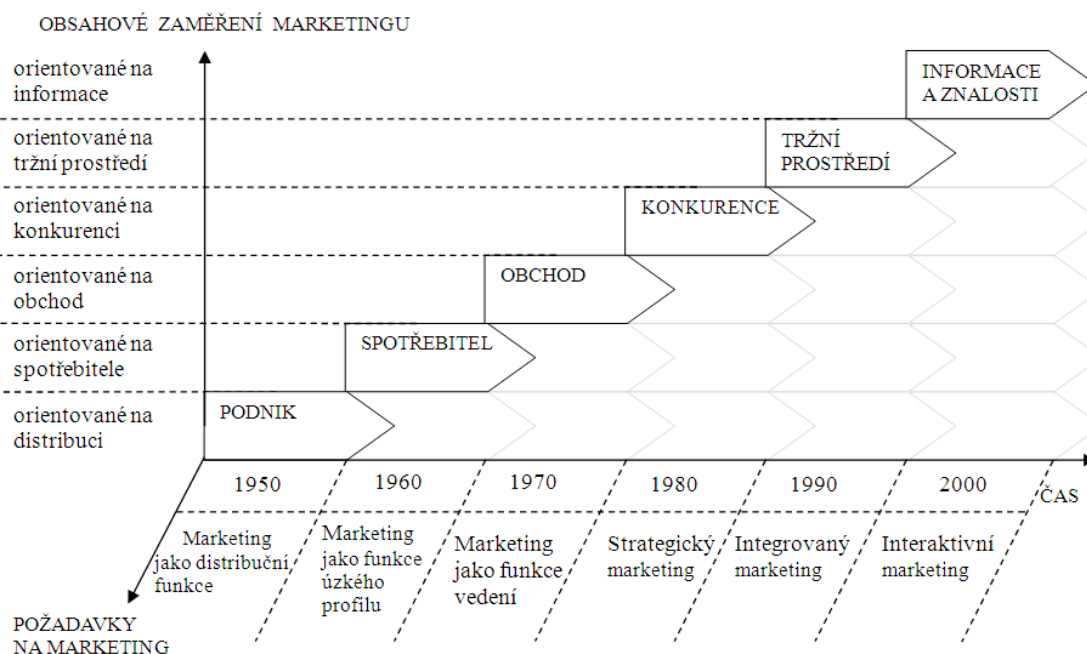 OBSAHOVÉ ZAMĚŘENÍ MARKETINGU
orientované na
informace
INFORMACE
A ZNALOSTI
orientované na
tržní prostředí
TRŽNÍ
PROSTŘEDÍ
orientované na
konkurenci
KONKURENCE
orientované na
obchod
OBCHOD
orientované na
spotřebitele
SPOTŘEBITEL
orientované na
distribuci
PODNIK
1950
1960
1970
1980
1990
2000
ČAS
Marketing
jako distribuční
funkce
Marketing
jako funkce
úzkého
profilu
Marketing
jako funkce
vedení
Strategický
marketing
Integrovaný
marketing
Interaktivní
marketing
POŽADAVKY
NA MARKETING